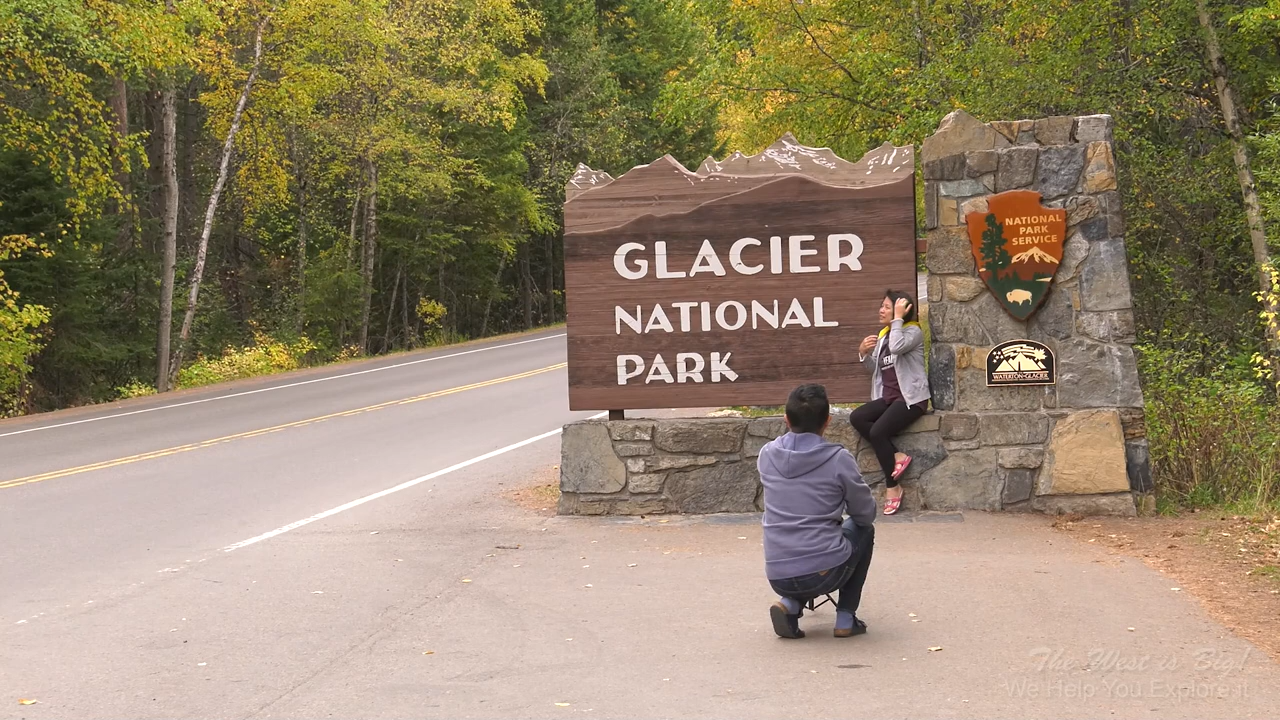 GLACIER
NATIONAL
PARK
NATIONAL
PARK
SERVICE
WATERTON-GLACIER
The West is Big!
We Help You Explore it